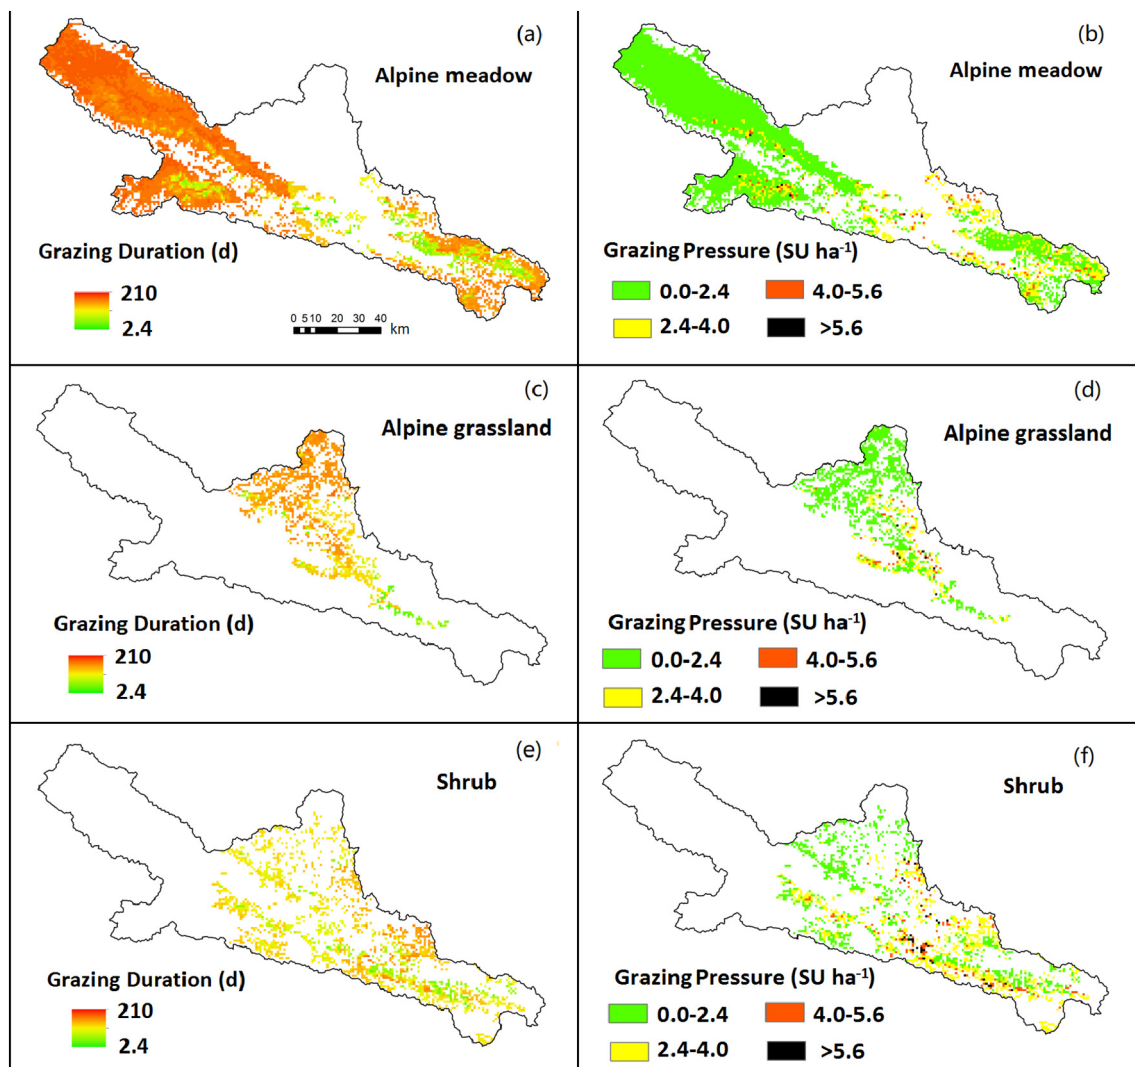 (a)
Alpine meadow
Grazing Duration (d)
210
2.4
0 510 20 30 40
km
(b)
Alpine meadow
Grazing Pressure (SU ha⁻¹)
0.0-2.4
4.0-5.6
2.4-4.0
>5.6
(c)
Alpine grassland
Grazing Duration (d)
210
2.4
(d)
Alpine grassland
Grazing Pressure (SU ha⁻¹)
0.0-2.4
4.0-5.6
2.4-4.0
>5.6
(e)
Shrub
Grazing Duration (d)
210
2.4
(f)
Shrub
Grazing Pressure (SU ha⁻¹)
0.0-2.4
4.0-5.6
2.4-4.0
>5.6